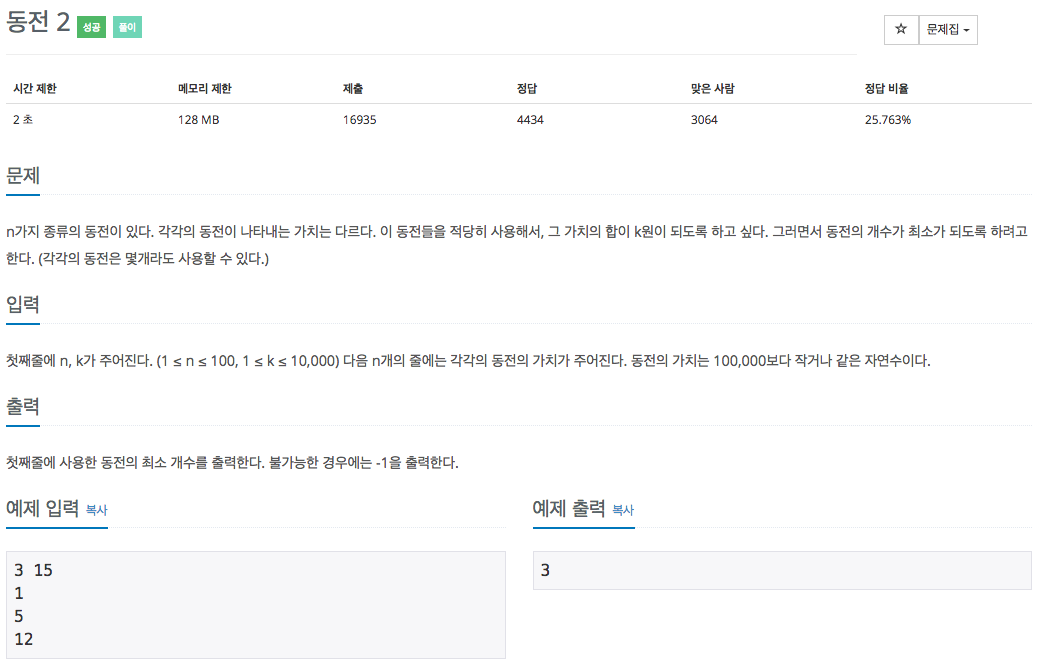 동전 2 성공 풀이
☆ 문제집
시간 제한 메모리 제한 제출 정답 맞은 사람 정답 비율
2 초 128 MB 16935 4434 3064 25.763%
문제
n가지 종류의 동전이 있다. 각각의 동전이 나타내는 가치는 다르다. 이 동전들을 적당히 사용해서, 그 가치의 합이 k원이 되도록 하고 싶다. 그러면서 동전의 개수가 최소가 되도록 하려고
한다. (각각의 동전은 몇개라도 사용할 수 있다.)
입력
첫째줄에 n, k가 주어진다. (1 ≤ n ≤ 100, 1 ≤ k ≤ 10,000) 다음 n개의 줄에는 각각의 동전의 가치가 주어진다. 동전의 가치는 100,000보다 작거나 같은 자연수이다.
출력
첫째줄에 사용한 동전의 최소 개수를 출력한다. 불가능한 경우에는 -1을 출력한다.
예제 입력 복사
3 15
1
5
12
예제 출력 복사
3